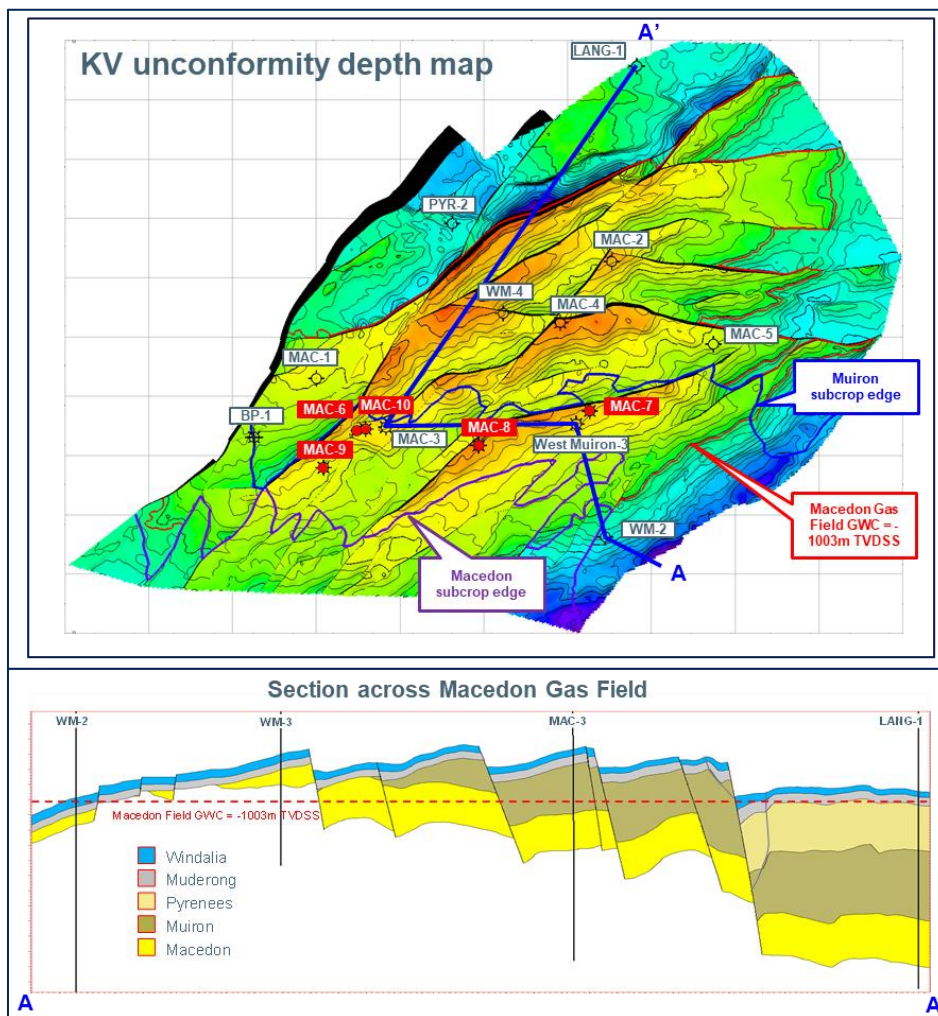 A'
KV unconformity depth map
LANG-1
PYR-2
MAC-2
WM-4
MAC-4
MAC-5
MAC-1
Muiron
subcrop edge
MAC-6
MAC-10
MAC-7
BP-1
MAC-3
MAC-8
West Muiron-3
MAC-9
Macedon Gas
Field GWC = -
1003m TVDSS
WM-2
Macedon
subcrop edge
A
Section across Macedon Gas Field
WM-2
WM-3
MAC-3
LANG-1
Macedon Field GWC = -1003m TVDSS
Windalia
Muderong
Pyrenees
Muiron
Macedon
A
A